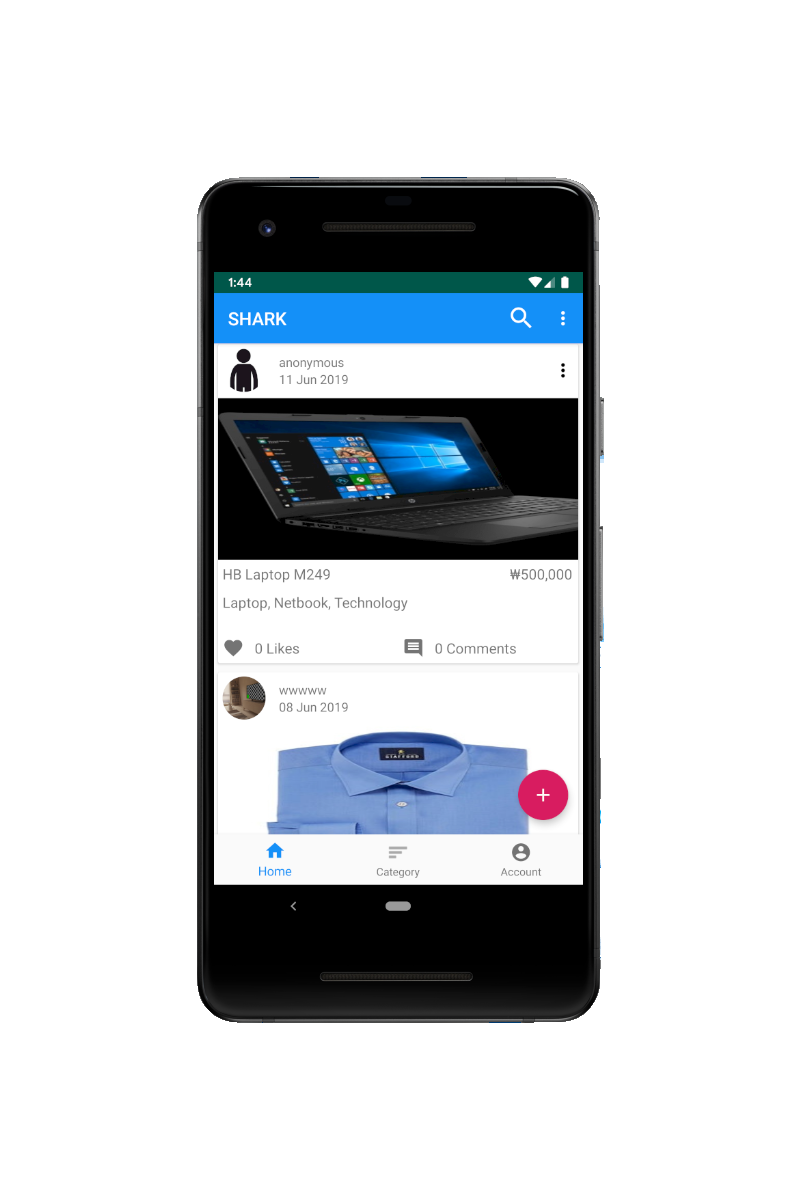 1:44
SHARK
anonymous
11 Jun 2019
HB Laptop M249 ₩500,000
Laptop, Netbook, Technology
0 Likes 0 Comments
wwwww
08 Jun 2019
STAFFORD
+
Home Category Account